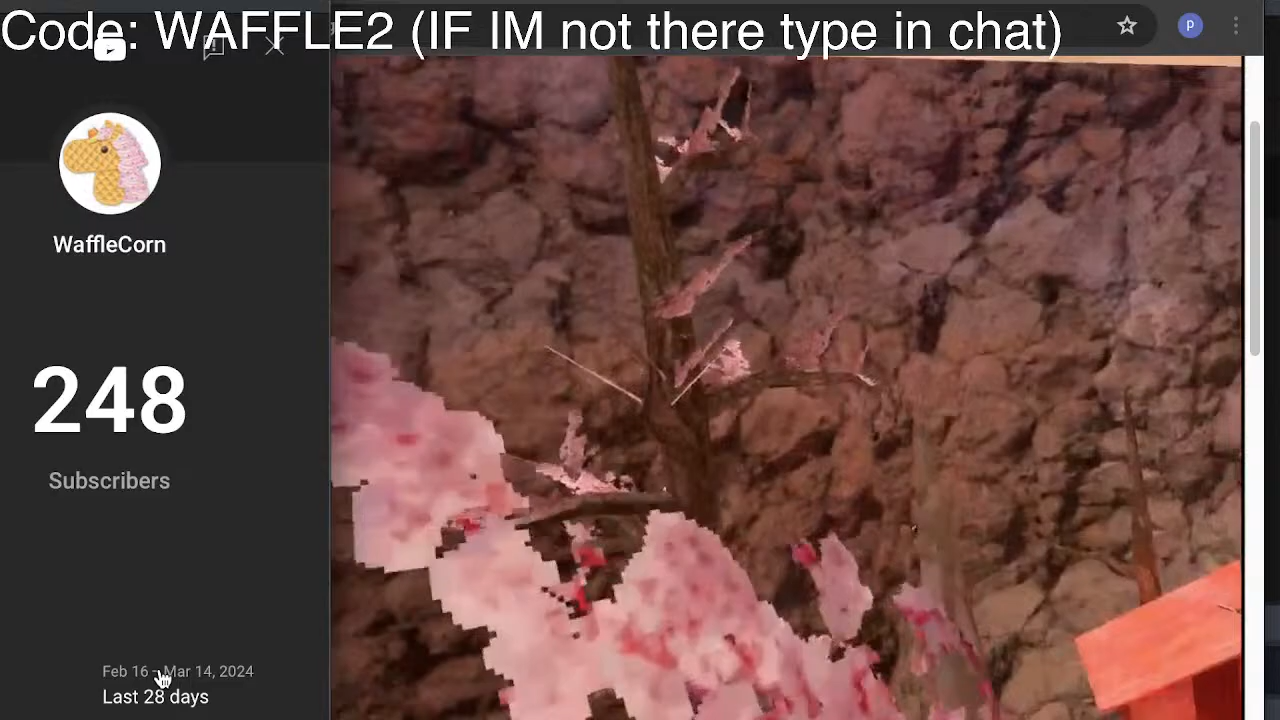 Code: WAFFLE2 (IF IM not there type in chat)
P
WaffleCorn
248
Subscribers
Feb 16 – Mar 14, 2024
Last 28 days